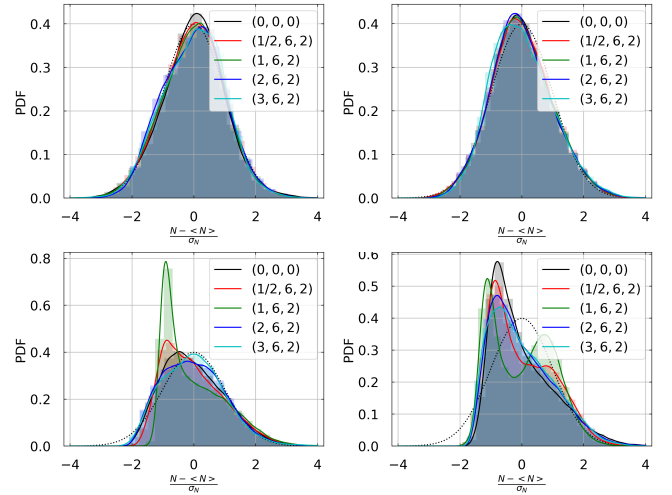 PDF
0.4
0.3
0.2
0.1
0.0
−4 −2 0 2 4
N − <N>
σN
(0, 0, 0)
(1/2, 6, 2)
(1, 6, 2)
(2, 6, 2)
(3, 6, 2)
PDF
0.4
0.3
0.2
0.1
0.0
−4 −2 0 2 4
N − <N>
σN
(0, 0, 0)
(1/2, 6, 2)
(1, 6, 2)
(2, 6, 2)
(3, 6, 2)
PDF
0.8
0.6
0.4
0.2
0.0
−4 −2 0 2 4
N − <N>
σN
(0, 0, 0)
(1/2, 6, 2)
(1, 6, 2)
(2, 6, 2)
(3, 6, 2)
PDF
0.6
0.5
0.4
0.3
0.2
0.1
0.0
−4 −2 0 2 4
N − <N>
σN
(0, 0, 0)
(1/2, 6, 2)
(1, 6, 2)
(2, 6, 2)
(3, 6, 2)